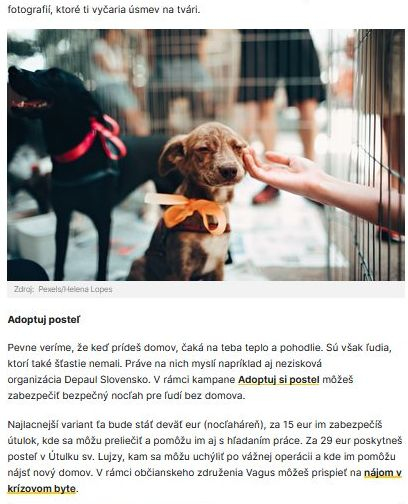 fotografií, ktoré ti vyčaria úsmev na tvári.
Zdroj: Pexels/Helena Lopes
Adoptuj posteľ
Pevne veríme, že keď prídeš domov, čaká na teba teplo a pohodlie. Sú však ľudia,
ktorí také šťastie nemali. Práve na nich myslí napríklad aj nezisková
organizácia Depaul Slovensko. V rámci kampane Adoptuj si postel môžeš
zabezpečiť bezpečný nocľah pre ľudí bez domova.
Najlacnejší variant ťa bude stáť deväť eur (nocľaháreň), za 15 eur im zabezpečíš
útulok, kde sa môžu preliečiť a pomôžu im aj s hľadaním práce. Za 29 eur poskytneš
posteľ v Útulku sv. Lujzy, kam sa môžu uchýliť po vážnej operácii a kde im pomôžu
nájsť nový domov. V rámci občianskeho združenia Vagus môžeš prispieť na nájom v
krízovom byte.